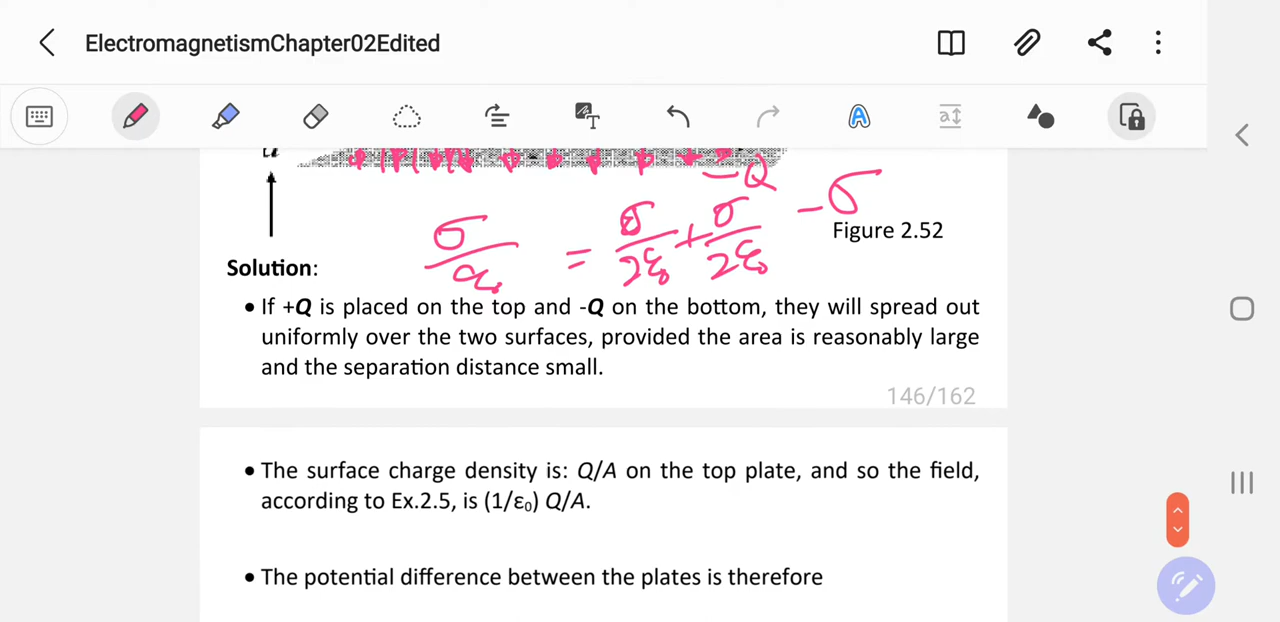 ElectromagnetismChapter02Edited
-Q
σ/ε₀ = σ/2ε₀ + σ/2ε₀
-σ
Figure 2.52
Solution:
• If +Q is placed on the top and -Q on the bottom, they will spread out
uniformly over the two surfaces, provided the area is reasonably large
and the separation distance small.
146/162
• The surface charge density is: Q/A on the top plate, and so the field,
according to Ex.2.5, is (1/ε₀) Q/A.
• The potential difference between the plates is therefore